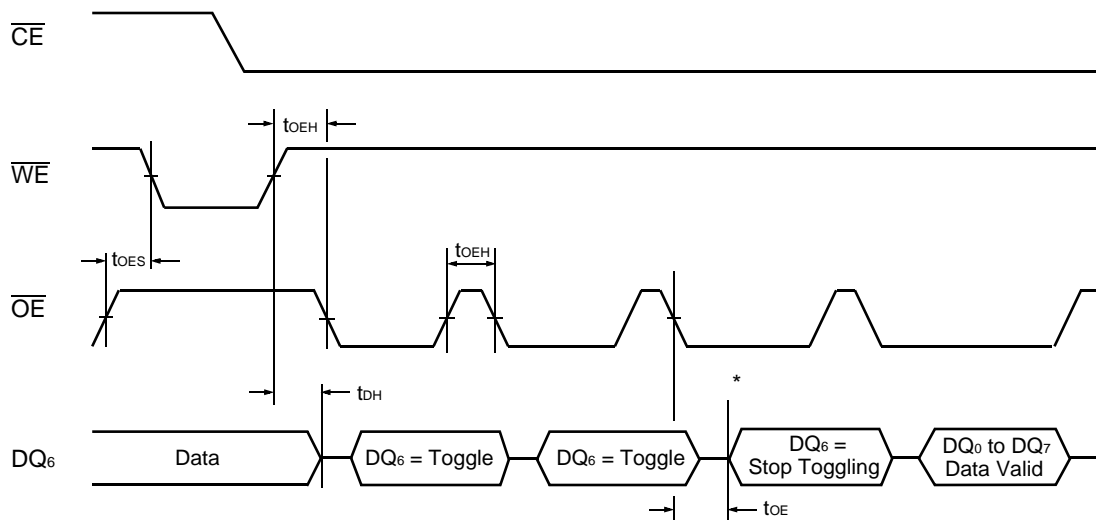 CE
tOEH
WE
tOES
tOEH
OE
*
tDH
DQ6
Data
DQ6 = Toggle
DQ6 = Toggle
DQ6 =
Stop Toggling
DQ0 to DQ7
Data Valid
tOE